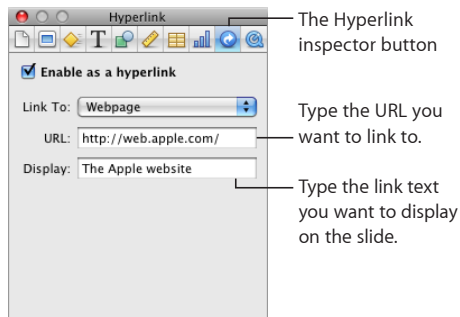 Hyperlink
T
The Hyperlink
inspector button
Enable as a hyperlink
Link To: Webpage
URL: http://web.apple.com/
Type the URL you
want to link to.
Display: The Apple website
Type the link text
you want to display
on the slide.